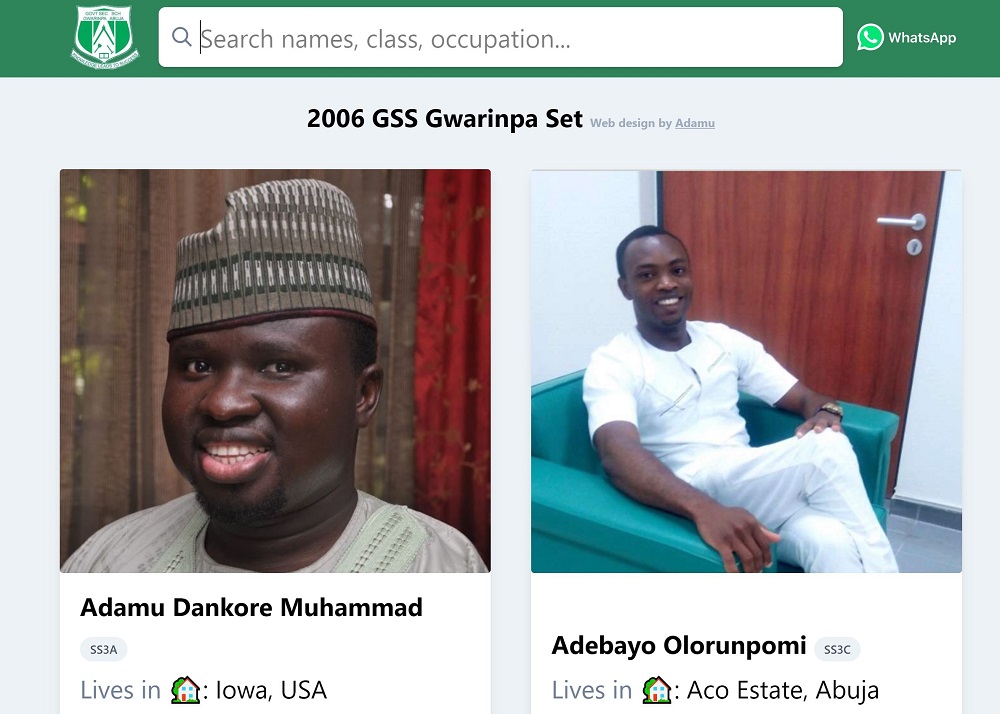 GOVT SEC SCH
GWARINPA ABUJA
Search names, class, occupation...
WhatsApp
2006 GSS Gwarinpa Set Web design by Adamu
Adamu Dankore Muhammad
SS3A
Lives in : Iowa, USA
Adebayo Olorunpomi SS3C
Lives in : Aco Estate, Abuja